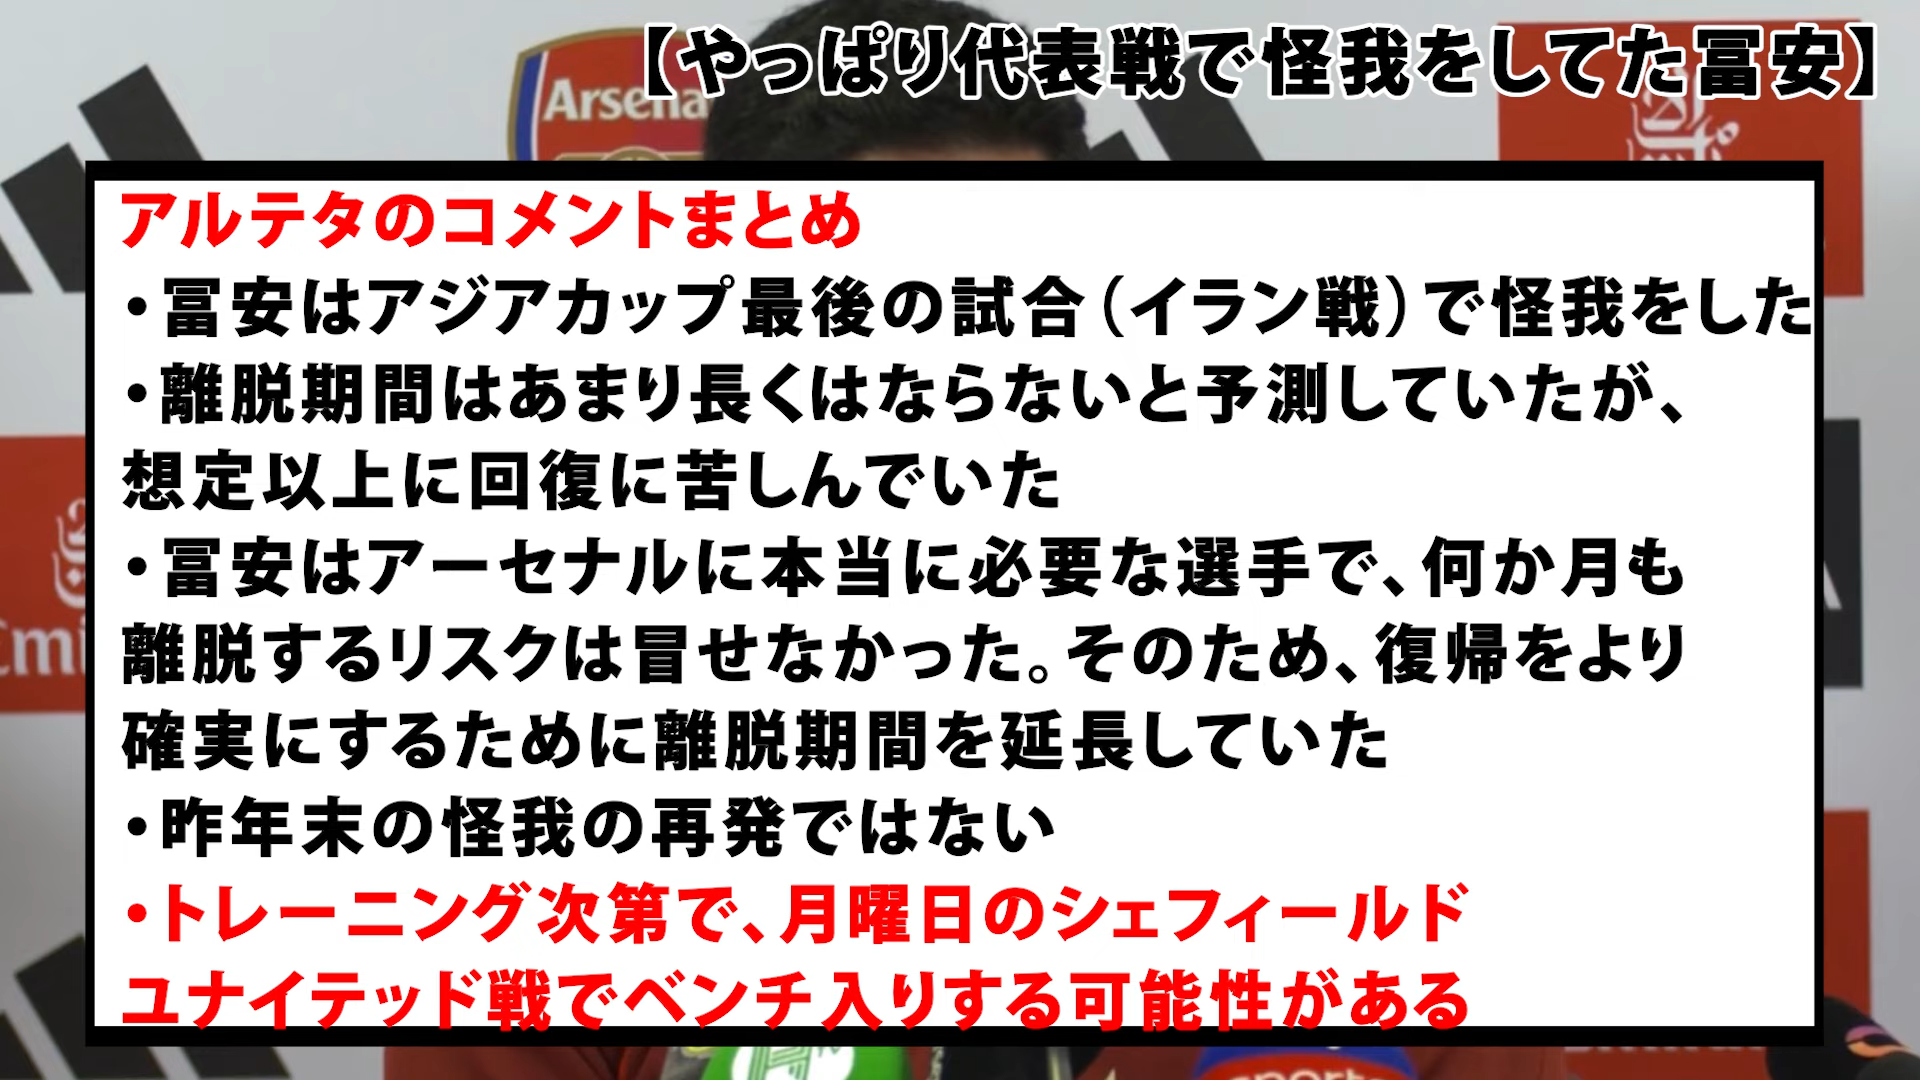 【やっぱり代表戦で怪我をしてた冨安】
Arsena
アルテタのコメントまとめ
・冨安はアジアカップ最後の試合（イラン戦）で怪我をした
・離脱期間はあまり長くはならないと予測していたが、
想定以上に回復に苦しんでいた
・冨安はアーセナルに本当に必要な選手で、何か月も
離脱するリスクは冒せなかった。そのため、復帰をより
確実にするために離脱期間を延長していた
・昨年末の怪我の再発ではない
・トレーニング次第で、月曜日のシェフィールド
ユナイテッド戦でベンチ入りする可能性がある
sports